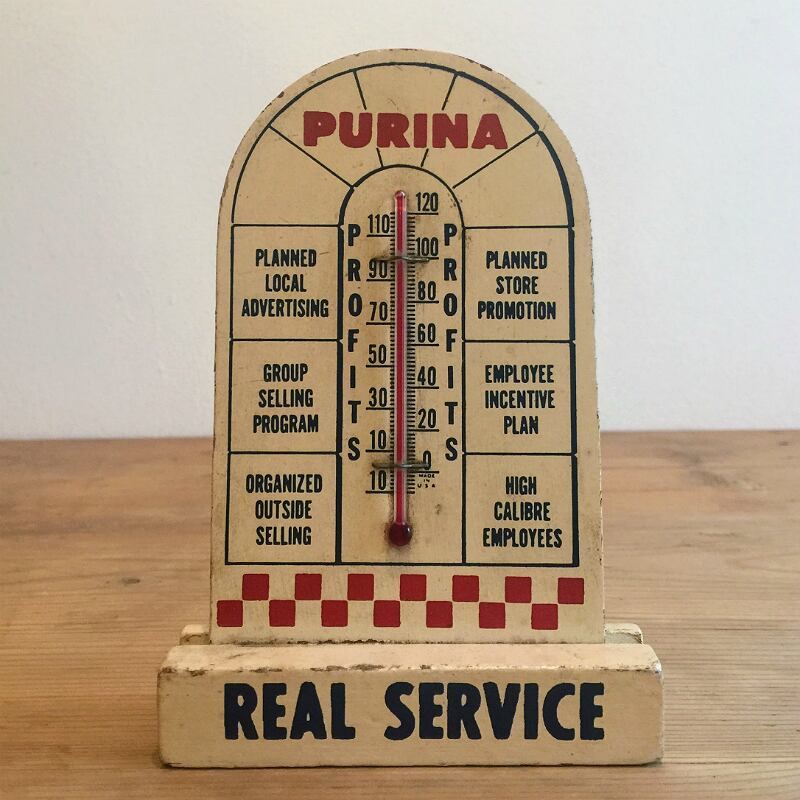 PURINA
PLANNED
LOCAL
ADVERTISING
GROUP
SELLING
PROGRAM
ORGANIZED
OUTSIDE
SELLING
PROFITS
110
90
70
50
30
10
10
120
100
80
60
40
20
0
MADE
IN
USA
PROFITS
PLANNED
STORE
PROMOTION
EMPLOYEE
INCENTIVE
PLAN
HIGH
CALIBRE
EMPLOYEES
REAL SERVICE